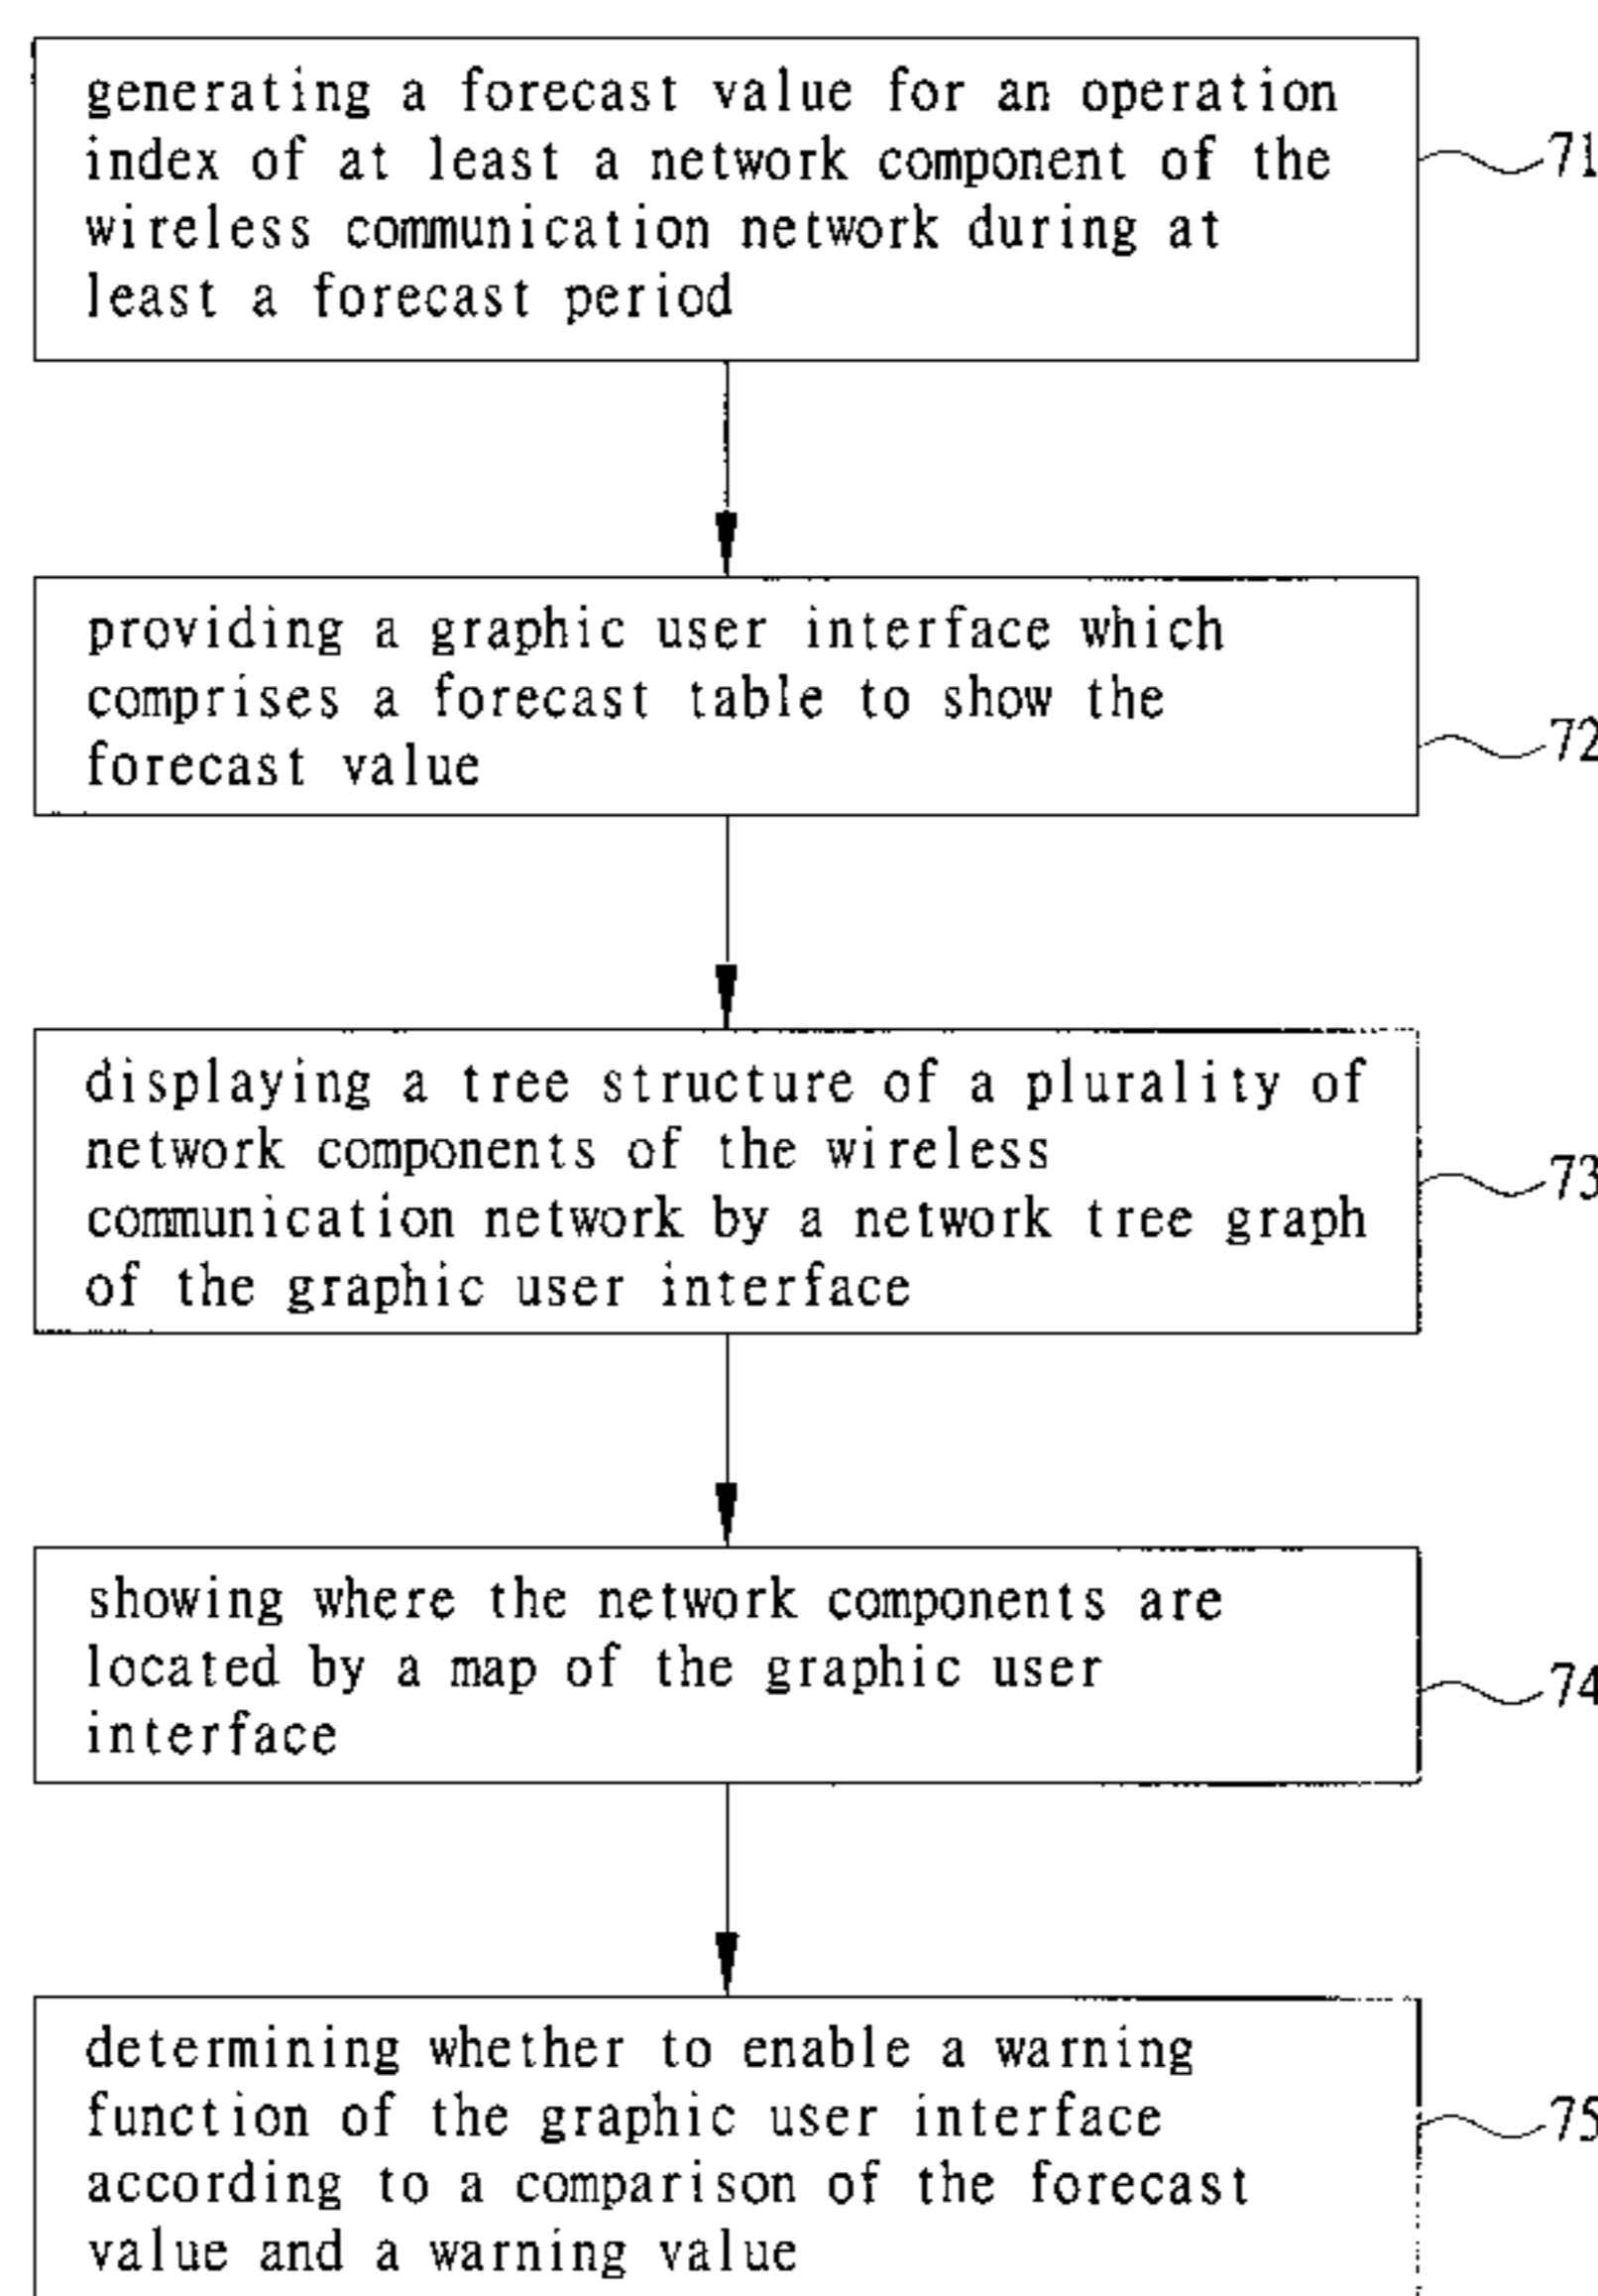 generating a forecast value for an operation
index of at least a network component of the
wireless communication network during at
least a forecast period
71
providing a graphic user interface which
comprises a forecast table to show the
forecast value
72
displaying a tree structure of a plurality of
network components of the wireless
communication network by a network tree graph
of the graphic user interface
73
showing where the network components are
located by a map of the graphic user
interface
74
determining whether to enable a warning
function of the graphic user interface
according to a comparison of the forecast
value and a warning value
75